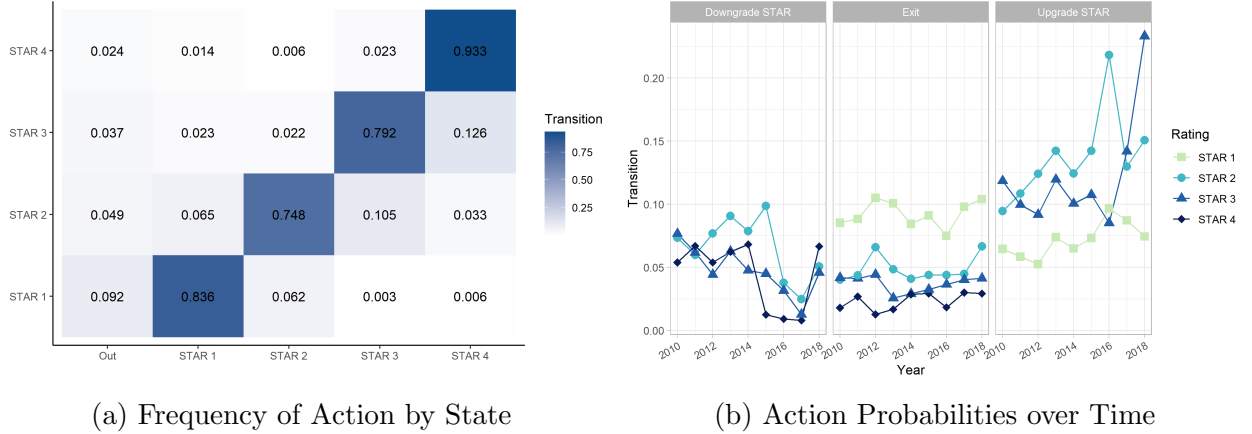 STAR 4
0.024 0.014 0.006 0.023 0.933
STAR 3
0.037 0.023 0.022 0.792 0.126
STAR 2
0.049 0.065 0.748 0.105 0.033
STAR 1
0.092 0.836 0.062 0.003 0.006
Out STAR 1 STAR 2 STAR 3 STAR 4
Transition
0.75
0.50
0.25
(a) Frequency of Action by State
Downgrade STAR Exit Upgrade STAR
Transition
0.20
0.15
0.10
0.05
0.00
2010 2012 2014 2016 2018 2010 2012 2014 2016 2018 2010 2012 2014 2016 2018
Year
Rating
STAR 1
STAR 2
STAR 3
STAR 4
(b) Action Probabilities over Time